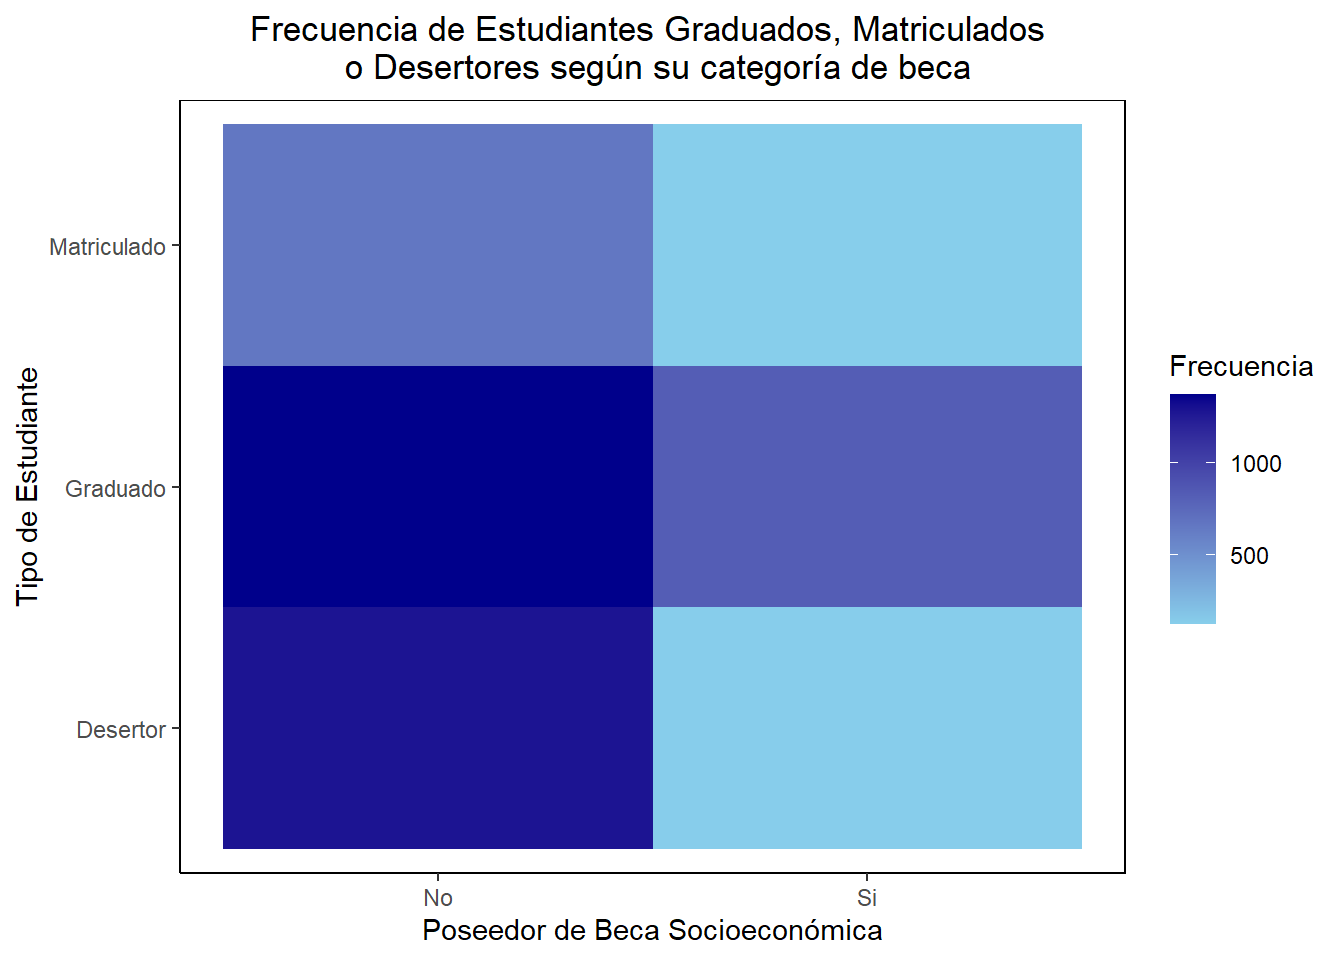 Frecuencia de Estudiantes Graduados, Matriculados
o Desertores según su categoría de beca
Tipo de Estudiante
Matriculado
Graduado
Desertor
No
Si
Poseedor de Beca Socioeconómica
Frecuencia
1000
500